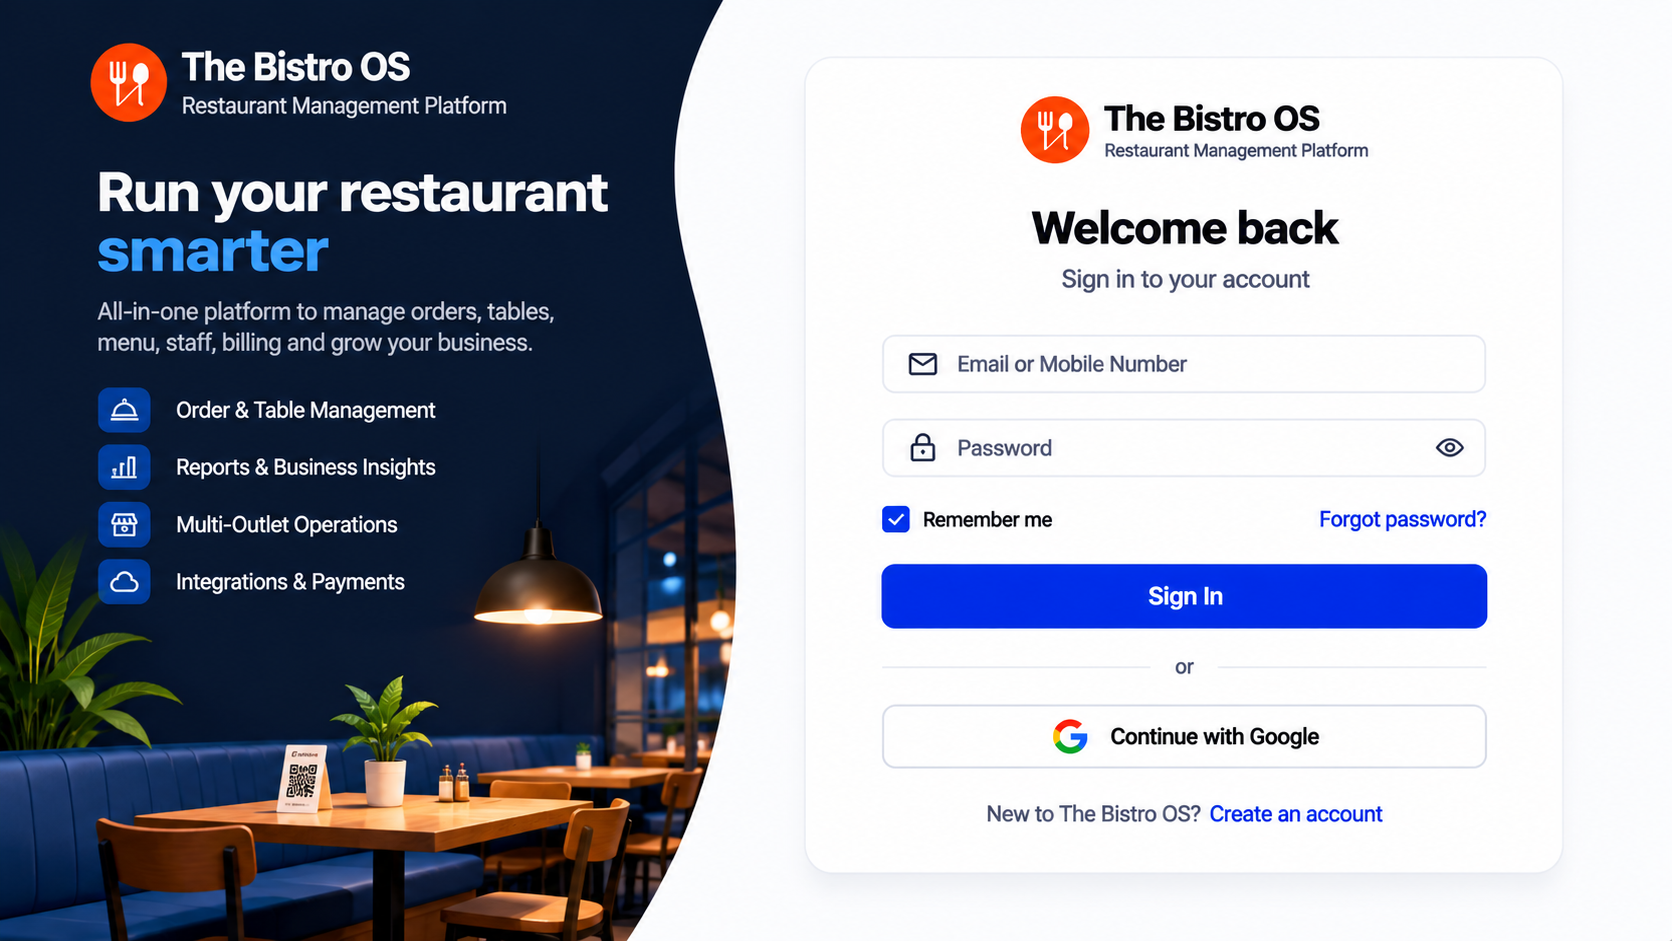 The Bistro OS
Restaurant Management Platform
Run your restaurant
smarter
All-in-one platform to manage orders, tables,
menu, staff, billing and grow your business.
Order & Table Management
Reports & Business Insights
Multi-Outlet Operations
Integrations & Payments
The Bistro OS
Restaurant Management Platform
Welcome back
Sign in to your account
Email or Mobile Number
Password
Remember me
Forgot password?
Sign In
or
Continue with Google
New to The Bistro OS? Create an account